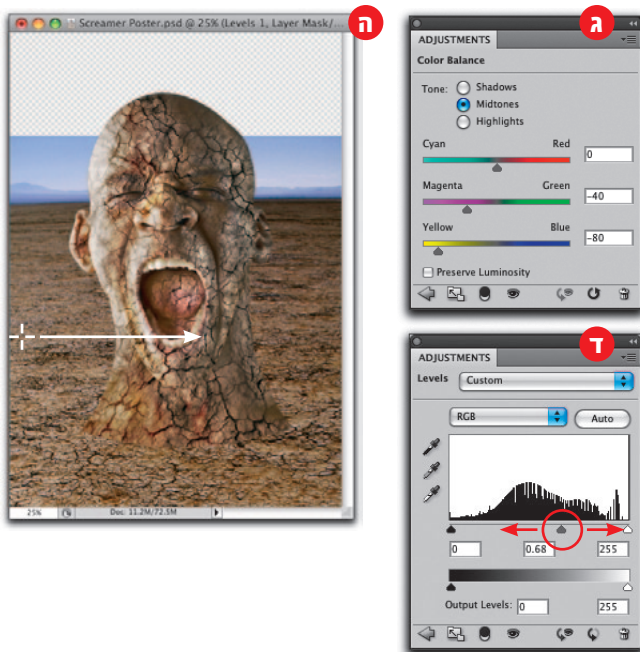 Screamer Poster.psd @ 25% (Levels 1, Layer Mask/...
ה
25%
Doc: 11.2M/72.5M
ג
ADJUSTMENTS
Color Balance
Tone:
Shadows
Midtones
Highlights
Cyan
Red
0
Magenta
Green
-40
Yellow
Blue
-80
Preserve Luminosity
ד
ADJUSTMENTS
Levels
Custom
RGB
Auto
0
0.68
255
Output Levels:
0
255